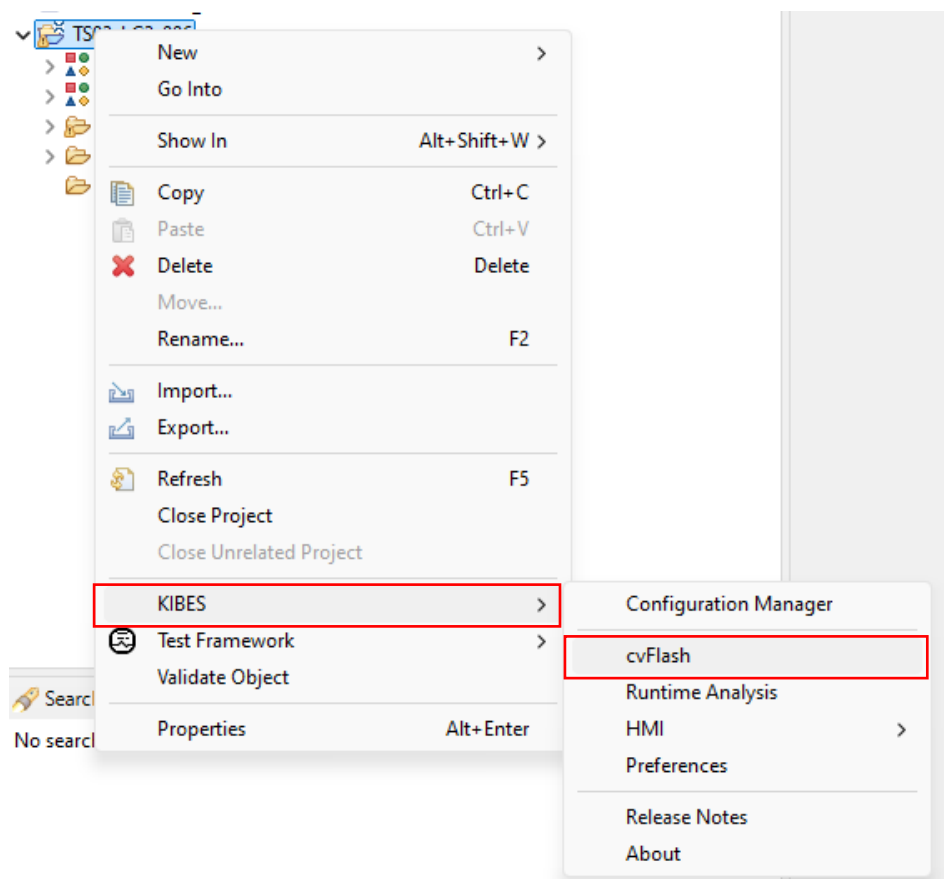 New
Go Into
Show In Alt+Shift+W
Copy Ctrl+C
Paste Ctrl+V
Delete Delete
Move...
Rename... F2
Import...
Export...
Refresh F5
Close Project
Close Unrelated Project
KIBES
Configuration Manager
Test Framework
cvFlash
Validate Object
Runtime Analysis
Properties Alt+Enter
HMI
Preferences
Release Notes
About
No